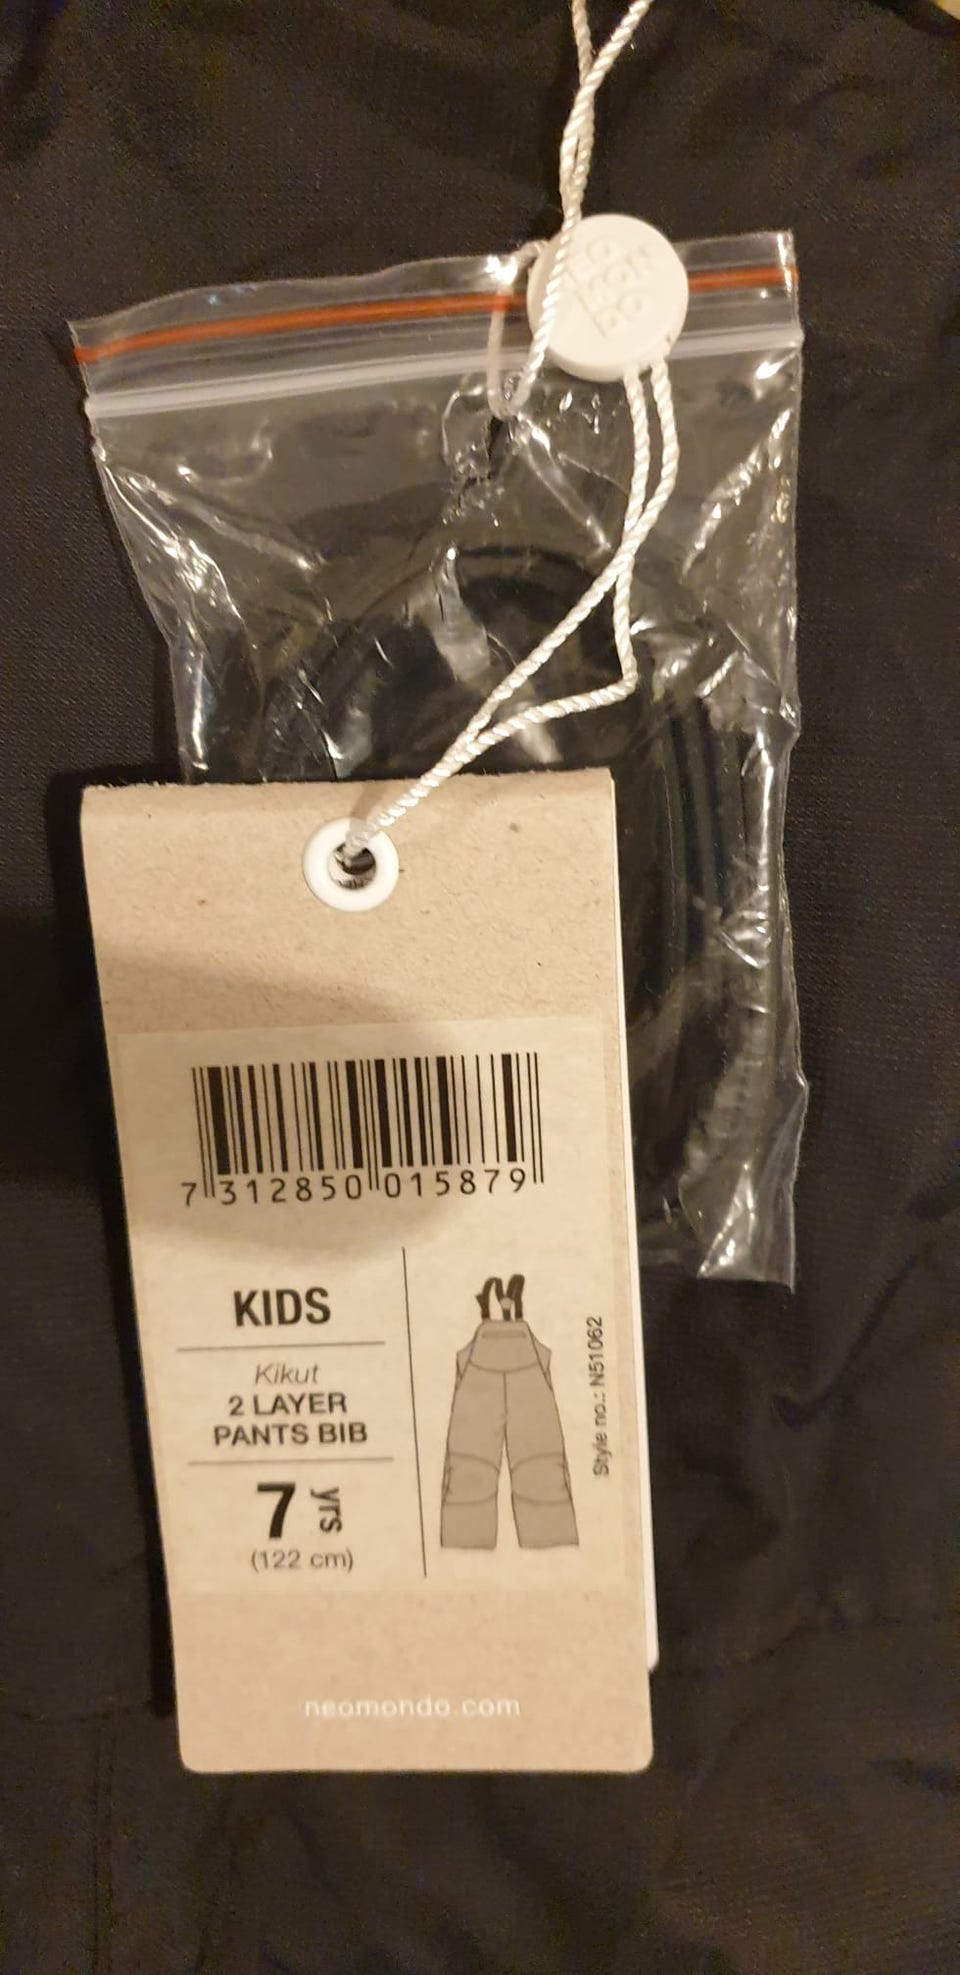 7 312850 015879
KIDS
Kikut
2 LAYER
PANTS BIB
7 yrs
(122 cm)
Style no.: N51062
neomondo.com